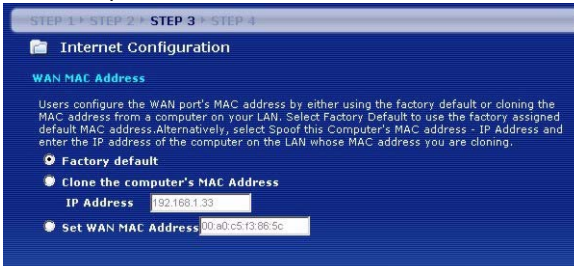 STEP 1 ▸ STEP 2 ▸ STEP 3 ▸ STEP 4
Internet Configuration
WAN MAC Address
Users configure the WAN port's MAC address by either using the factory default or cloning the
MAC address from a computer on your LAN. Select Factory Default to use the factory assigned
default MAC address.Alternatively, select Spoof this Computer's MAC address - IP Address and
enter the IP address of the computer on the LAN whose MAC address you are cloning.
Factory default
Clone the computer's MAC Address
IP Address 192.168.1.33
Set WAN MAC Address 00:a0:c5:f3:86:5c